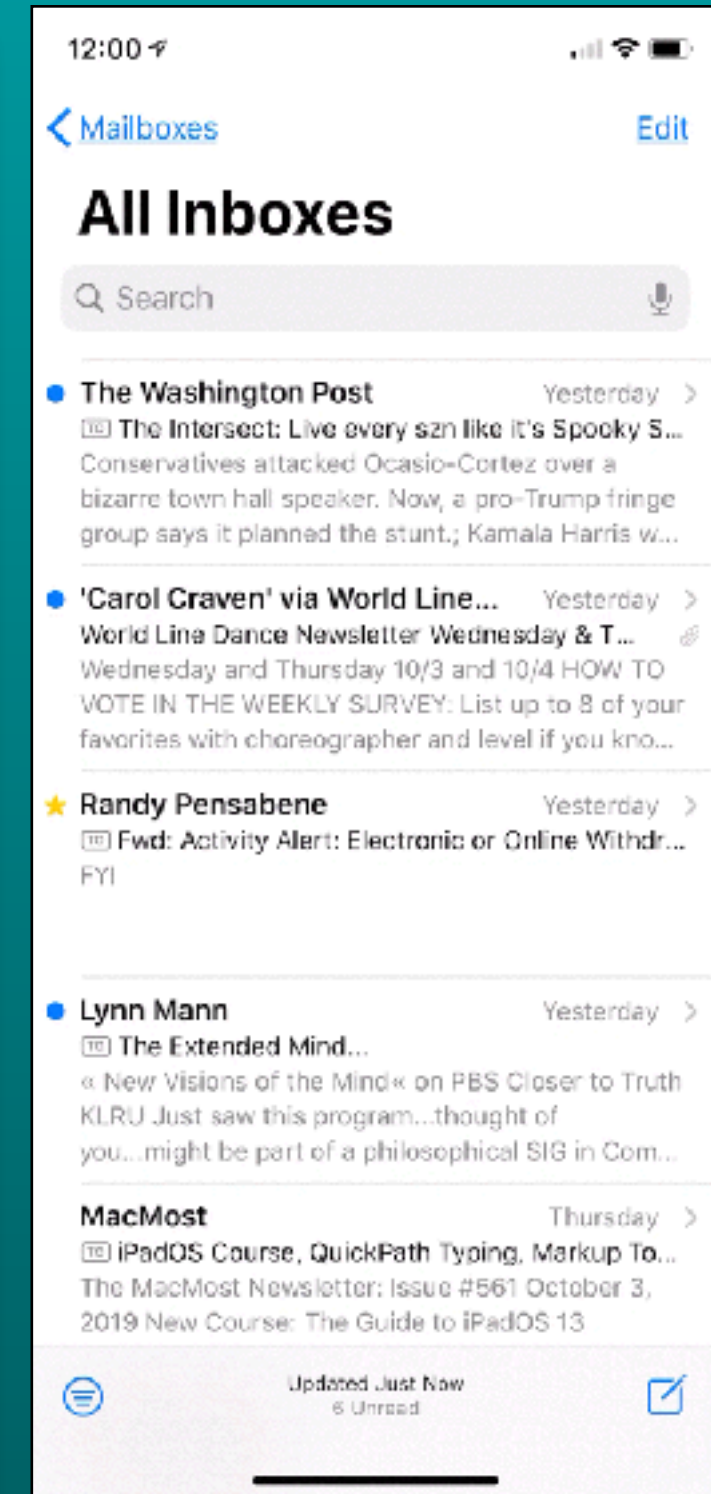 12:00
Mailboxes
Edit
All Inboxes
Search
The Washington Post
Yesterday
TO The Intersect: Live every szn like it's Spooky S...
Conservatives attacked Ocasio-Cortez over a
bizarre town hall speaker. Now, a pro-Trump fringe
group says it planned the stunt.; Kamala Harris w...
'Carol Craven' via World Line...
Yesterday
World Line Dance Newsletter Wednesday & T...
Wednesday and Thursday 10/3 and 10/4 HOW TO
VOTE IN THE WEEKLY SURVEY: List up to 8 of your
favorites with choreographer and level if you kno...
Randy Pensabene
Yesterday
TO Fwd: Activity Alert: Electronic or Online Withdr...
FYI
Lynn Mann
Yesterday
TO The Extended Mind...
« New Visions of the Mind« on PBS Closer to Truth
KLRU Just saw this program...thought of
you...might be part of a philosophical SIG in Com...
MacMost
Thursday
TO iPadOS Course, QuickPath Typing, Markup To...
The MacMost Newsletter: Issue #561 October 3,
2019 New Course: The Guide to iPadOS 13
Updated Just Now
6 Unread